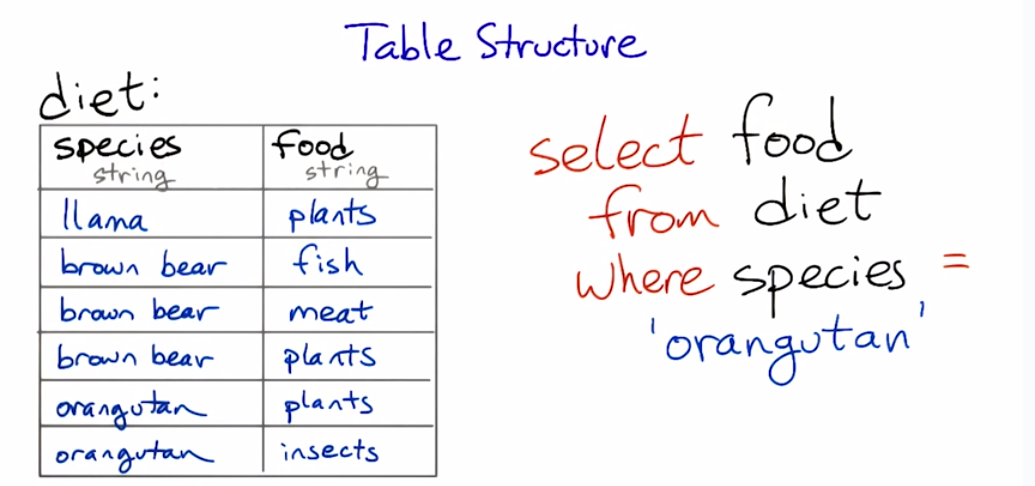 Table Structure
diet:
species food
string string
llama plants
brown bear fish
brown bear meat
brown bear plants
orangutan plants
orangutan insects
select food
from diet
where species =
'orangutan'